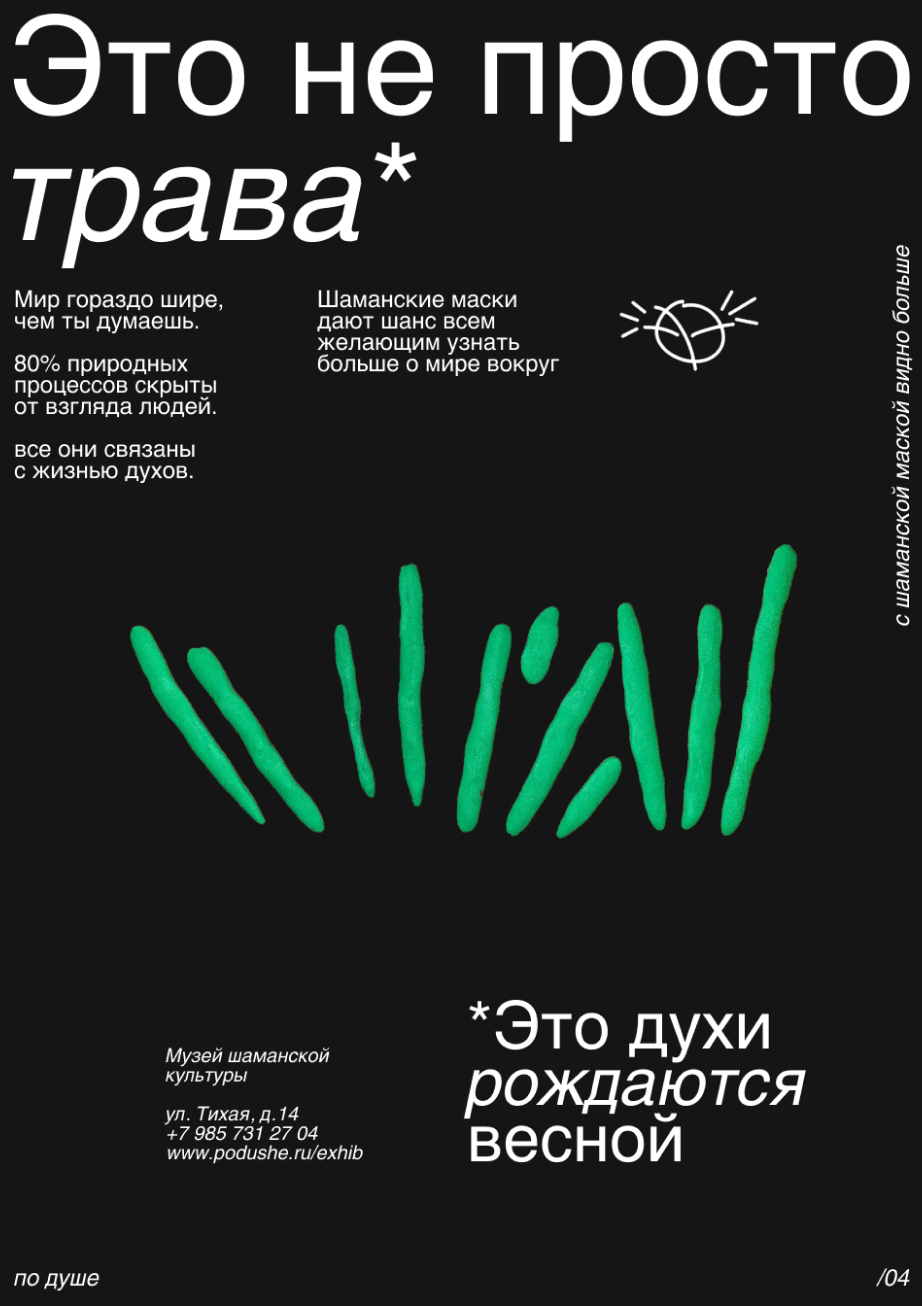 Это не просто
трава*
Мир гораздо шире,
чем ты думаешь.
80% природных
процессов скрыты
от взгляда людей.
все они связаны
с жизнью духов.
Шаманские маски
дают шанс всем
желающим узнать
больше о мире вокруг
с шаманской маской видно больше
Музей шаманской
культуры
ул. Тихая, д.14
+7 985 731 27 04
www.podushe.ru/exhib
*Это духи
рождаются
весной
по душе
/04